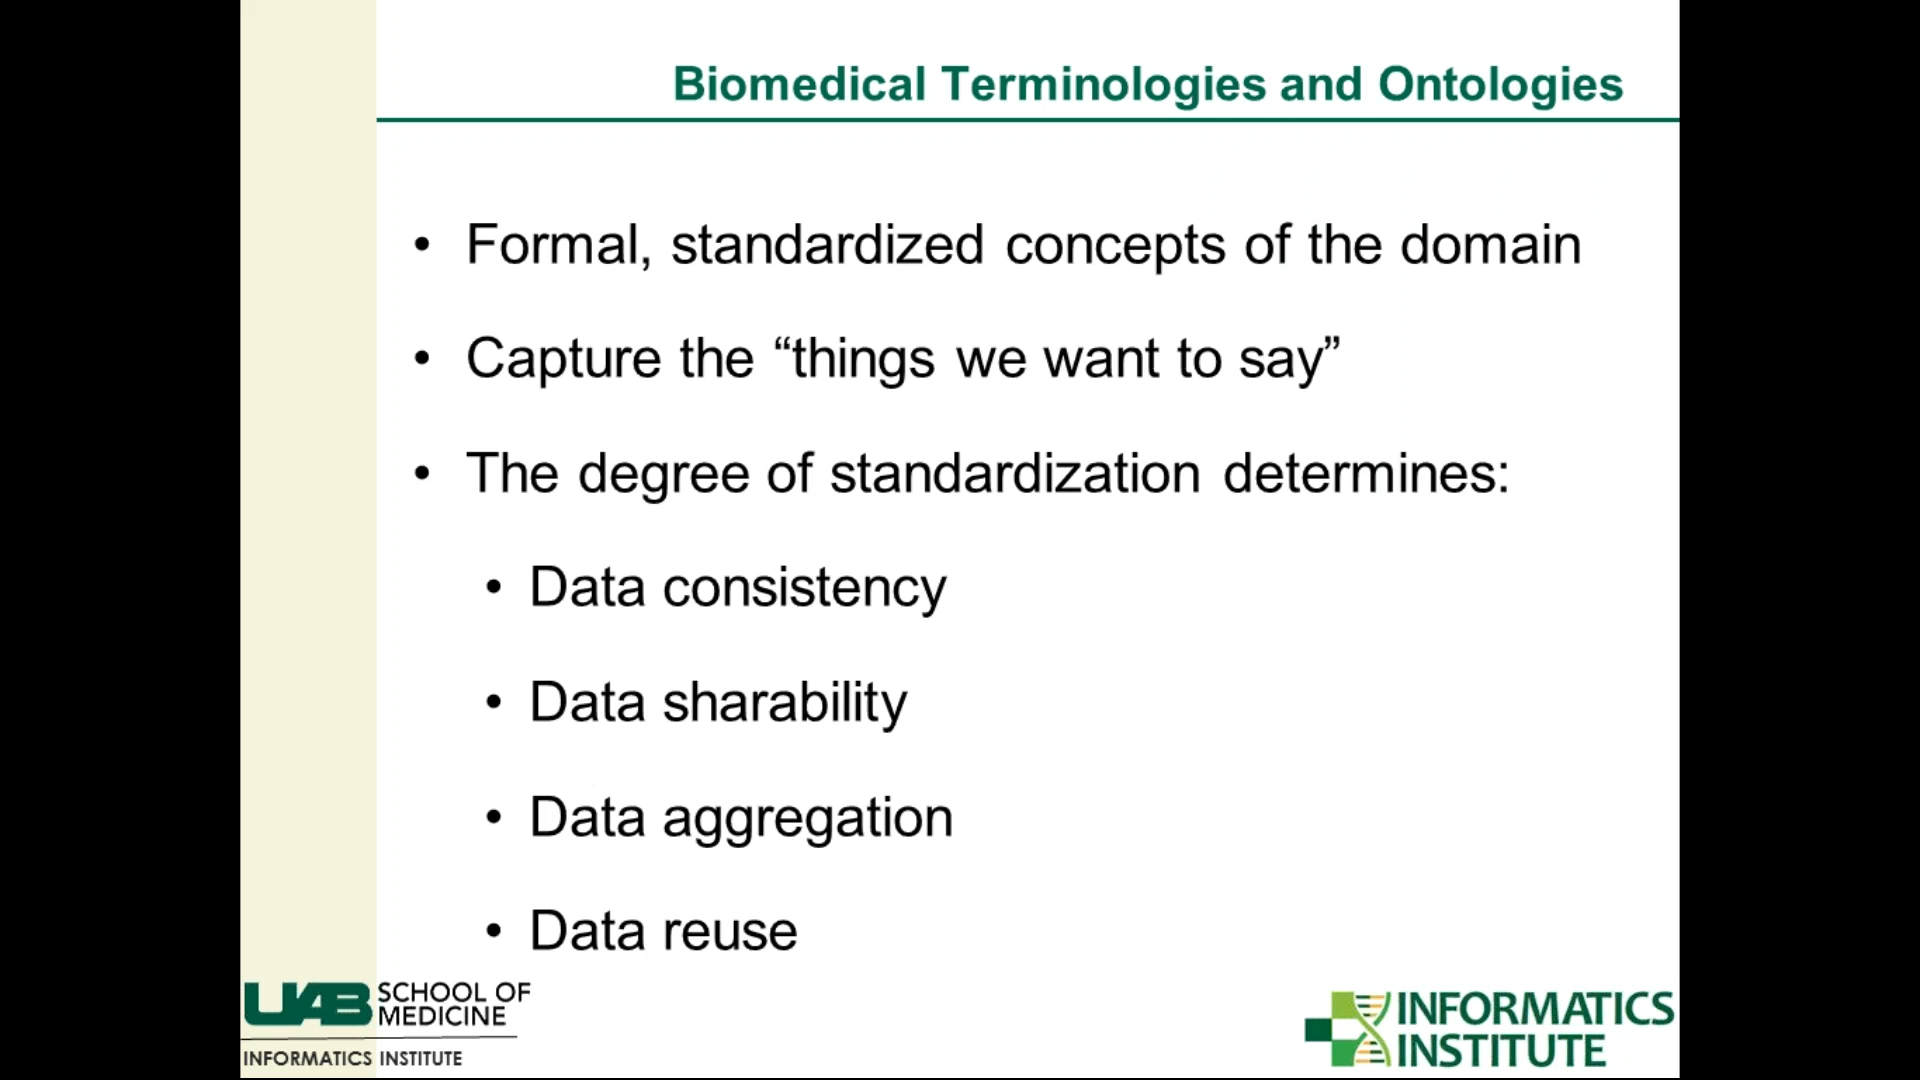 Biomedical Terminologies and Ontologies
• Formal, standardized concepts of the domain
• Capture the “things we want to say”
• The degree of standardization determines:
• Data consistency
• Data sharability
• Data aggregation
• Data reuse
UAB SCHOOL OF
MEDICINE
INFORMATICS INSTITUTE
INFORMATICS
INSTITUTE